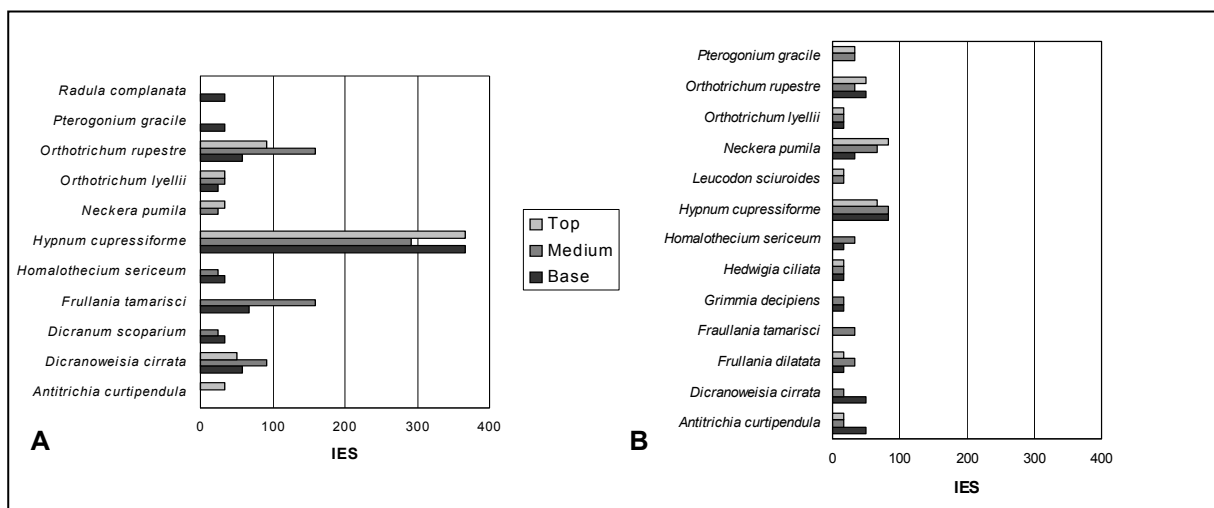 Radula complanata
Pterogonium gracile
Orthotrichum rupestre
Orthotrichum lyellii
Neckera pumila
Hypnum cupressiforme
Homalothecium sericeum
Frullania tamarisci
Dicranum scoparium
Dicranoweisia cirrata
Antitrichia curtipendula
0 100 200 300 400
IES
A
Top
Medium
Base
Pterogonium gracile
Orthotrichum rupestre
Orthotrichum lyellii
Neckera pumila
Leucodon sciuroides
Hypnum cupressiforme
Homalothecium sericeum
Hedwigia ciliata
Grimmia decipiens
Fraullania tamarisci
Frullania dilatata
Dicranoweisia cirrata
Antitrichia curtipendula
0 100 200 300 400
IES
B